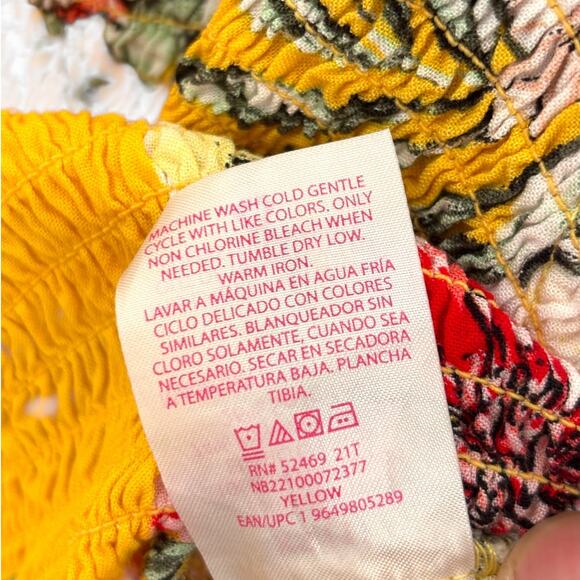 MACHINE WASH COLD GENTLE
CYCLE WITH LIKE COLORS. ONLY
NON CHLORINE BLEACH WHEN
NEEDED. TUMBLE DRY LOW.
WARM IRON.
LAVAR A MÁQUINA EN AGUA FRÍA
CICLO DELICADO CON COLORES
SIMILARES. BLANQUEADOR SIN
CLORO SOLAMENTE, CUANDO SEA
NECESARIO. SECAR EN SECADORA
A TEMPERATURA BAJA. PLANCHA
TIBIA.
RN# 52469 21T
NB22100072377
YELLOW
EAN/UPC 1 9649805289